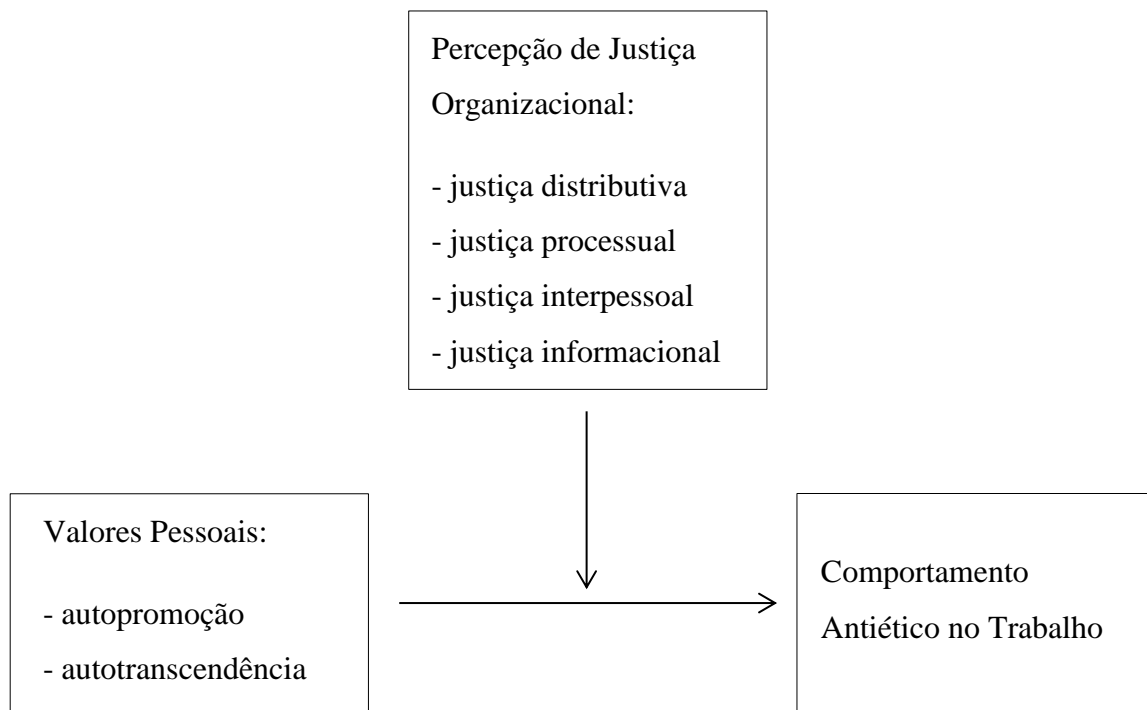 Percepção de Justiça
Organizacional:
- justiça distributiva
- justiça processual
- justiça interpessoal
- justiça informacional
Valores Pessoais:
- autopromoção
- autotranscendência
Comportamento
Antiético no Trabalho